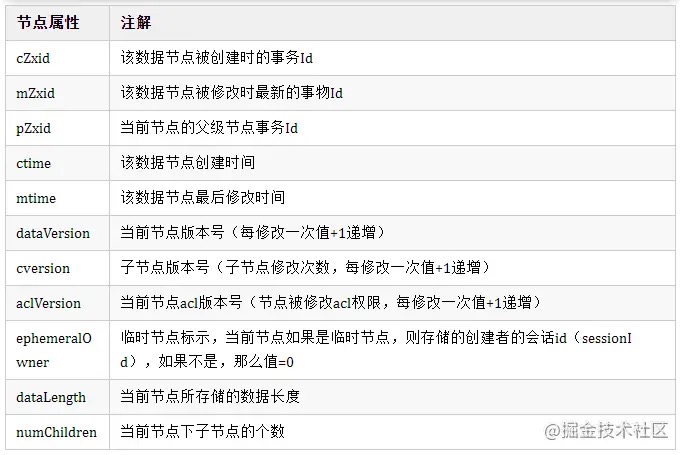 节点属性 注解
cZxid 该数据节点被创建时的事务Id
mZxid 该数据节点被修改时最新的事物Id
pZxid 当前节点的父级节点事务Id
ctime 该数据节点创建时间
mtime 该数据节点最后修改时间
dataVersion 当前节点版本号（每修改一次值+1递增）
cversion 子节点版本号（子节点修改次数，每修改一次值+1递增）
aclVersion 当前节点acl版本号（节点被修改acl权限，每修改一次值+1递增）
ephemeralO 临时节点标示，当前节点如果是临时节点，则存储的创建者的会话id（sessionI
wner d），如果不是，那么值=0
dataLength 当前节点所存储的数据长度
numChildren 当前节点下子节点的个数
@掘金技术社区